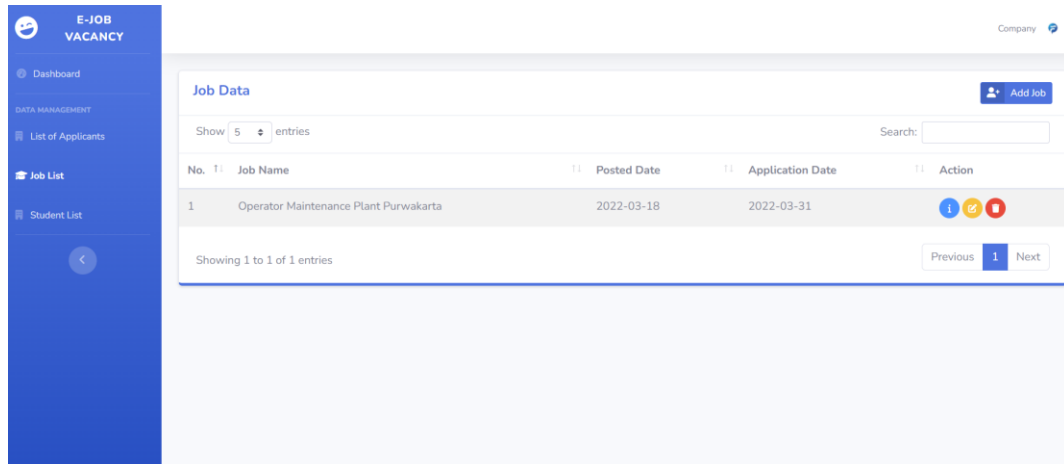 E-JOB
VACANCY
Company
Dashboard
DATA MANAGEMENT
List of Applicants
Job List
Student List
Job Data
Add Job
Show 5 entries
Search:
No. Job Name Posted Date Application Date Action
1 Operator Maintenance Plant Purwakarta 2022-03-18 2022-03-31
Showing 1 to 1 of 1 entries
Previous 1 Next